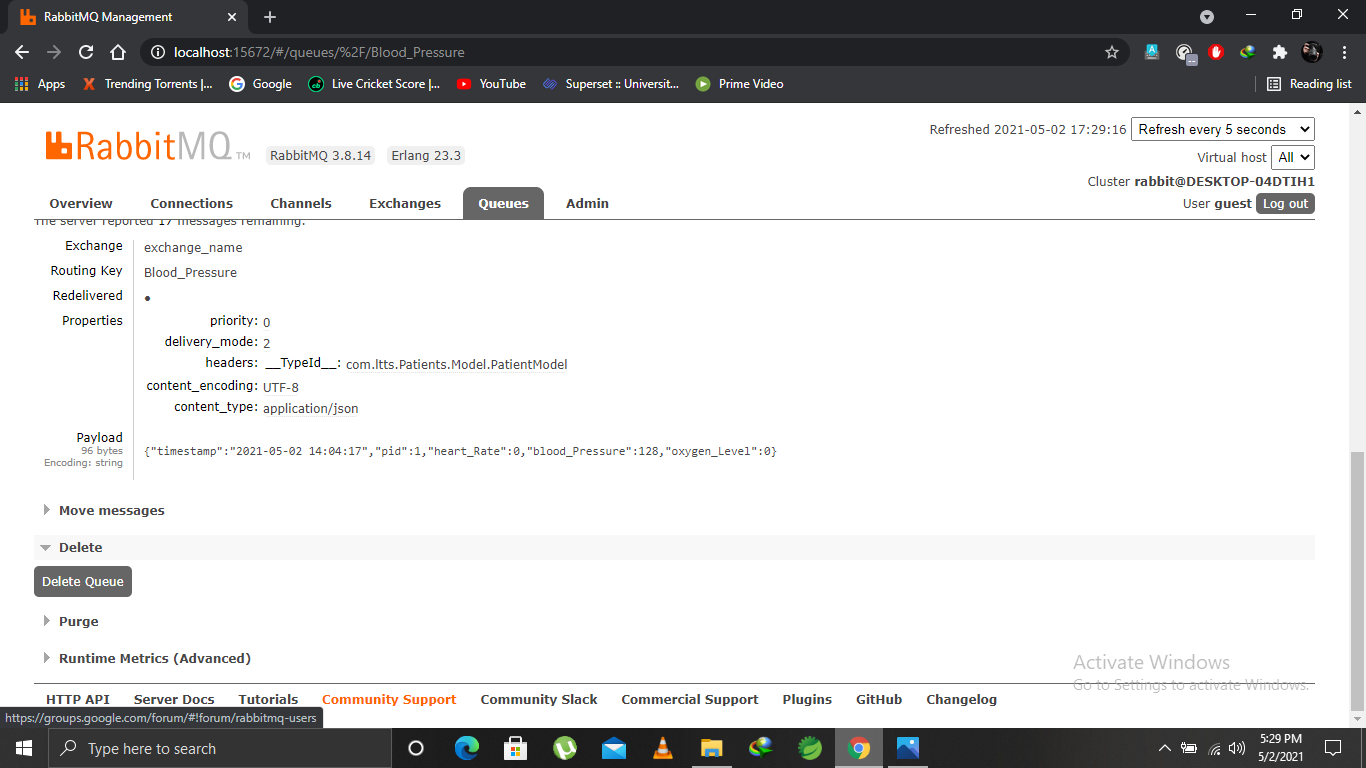 RabbitMQ Management
localhost:15672/#/queues/%2F/Blood_Pressure
Apps Trending Torrents |... Google Live Cricket Score |... YouTube Superset :: Universit... Prime Video Reading list
Refreshed 2021-05-02 17:29:16 Refresh every 5 seconds
RabbitMQ TM RabbitMQ 3.8.14 Erlang 23.3
Virtual host All
Cluster rabbit@DESKTOP-04DTIH1
User guest Log out
Overview Connections Channels Exchanges Queues Admin
The server reported 17 messages remaining.
Exchange exchange_name
Routing Key Blood_Pressure
Redelivered ●
Properties priority: 0
delivery_mode: 2
headers: __TypeId__: com.ltts.Patients.Model.PatientModel
content_encoding: UTF-8
content_type: application/json
Payload
96 bytes
Encoding: string
{"timestamp":"2021-05-02 14:04:17","pid":1,"heart_Rate":0,"blood_Pressure":128,"oxygen_Level":0}
Move messages
Delete
Delete Queue
Purge
Runtime Metrics (Advanced)
Activate Windows
Go to Settings to activate Windows.
HTTP API Server Docs Tutorials Community Support Community Slack Commercial Support Plugins GitHub Changelog
https://groups.google.com/forum/#!forum/rabbitmq-users
Type here to search
5:29 PM
5/2/2021